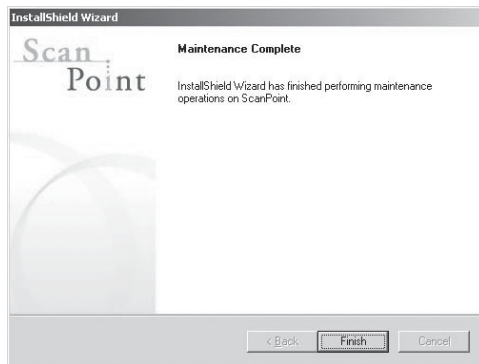 InstallShield Wizard
Scan
Point
Maintenance Complete
InstallShield Wizard has finished performing maintenance
operations on ScanPoint.
< Back
Finish
Cancel